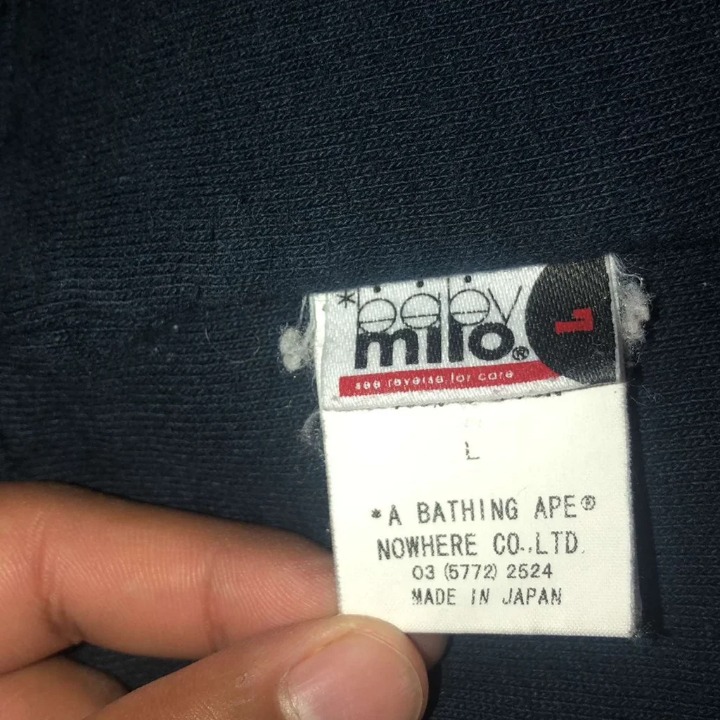 *baby
milo®
L
see reverse for care
L
*A BATHING APE®
NOWHERE CO.,LTD.
03 (5772) 2524
MADE IN JAPAN